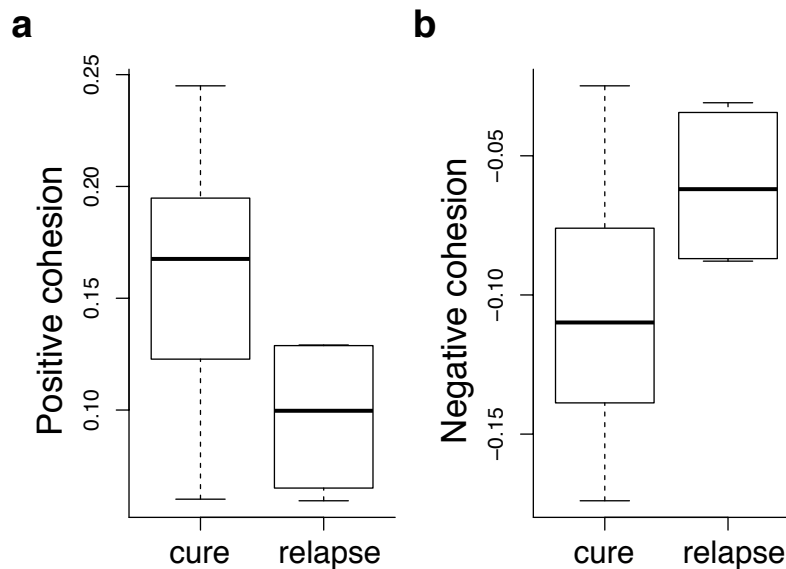 a
Positive cohesion
0.25
0.20
0.15
0.10
cure relapse
b
Negative cohesion
−0.05
−0.10
−0.15
cure relapse